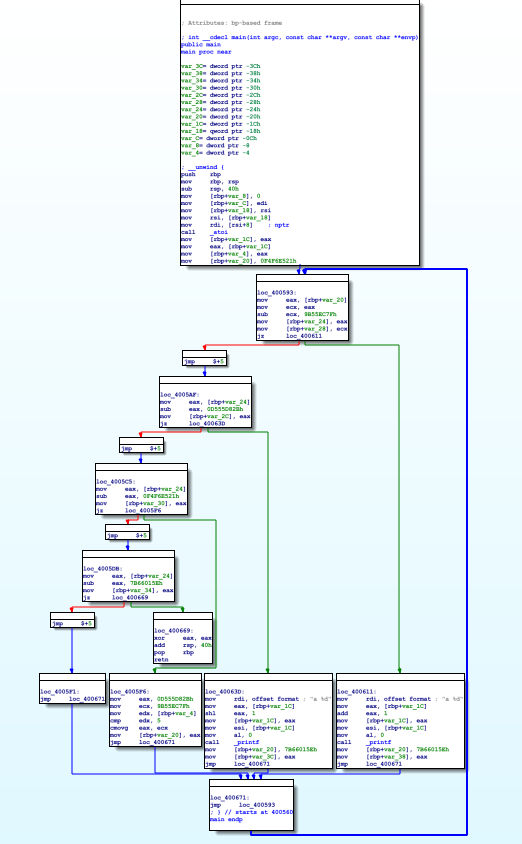 ; Attributes: bp-based frame
; int __cdecl main(int argc, const char **argv, const char **envp)
public main
main proc near
var_3C= dword ptr -3Ch
var_38= dword ptr -38h
var_34= dword ptr -34h
var_30= dword ptr -30h
var_2C= dword ptr -2Ch
var_28= dword ptr -28h
var_24= dword ptr -24h
var_20= dword ptr -20h
var_1C= dword ptr -1Ch
var_18= qword ptr -18h
var_C= dword ptr -0Ch
var_8= dword ptr -8
var_4= dword ptr -4
; __unwind {
push rbp
mov rbp, rsp
sub rsp, 40h
mov [rbp+var_8], 0
mov [rbp+var_C], edi
mov [rbp+var_18], rsi
mov rsi, [rbp+var_18]
mov rdi, [rsi+8] ; nptr
call _atoi
mov [rbp+var_1C], eax
mov eax, [rbp+var_1C]
mov [rbp+var_4], eax
mov [rbp+var_20], 0F4F6E521h
loc_400593:
mov eax, [rbp+var_20]
mov ecx, eax
sub ecx, 9B55EC7Fh
mov [rbp+var_24], eax
mov [rbp+var_28], ecx
jz loc_400611
jmp $+5
loc_4005AF:
mov eax, [rbp+var_24]
sub eax, 0D555D82Bh
mov [rbp+var_2C], eax
jz loc_40063D
jmp $+5
loc_4005C5:
mov eax, [rbp+var_24]
sub eax, 0F4F6E521h
mov [rbp+var_30], eax
jz loc_4005F6
jmp $+5
loc_4005DB:
mov eax, [rbp+var_24]
sub eax, 7B66015Eh
mov [rbp+var_34], eax
jz loc_400669
jmp $+5
loc_400669:
xor eax, eax
add rsp, 40h
pop rbp
retn
loc_4005F1:
jmp loc_400671
loc_4005F6:
mov eax, 0D555D82Bh
mov ecx, 9B55EC7Fh
mov edx, [rbp+var_4]
cmp edx, 5
cmovg eax, ecx
mov [rbp+var_20], eax
jmp loc_400671
loc_40063D:
mov rdi, offset format ; "a %d"
mov eax, [rbp+var_1C]
shl eax, 1
mov [rbp+var_1C], eax
mov esi, [rbp+var_1C]
mov al, 0
call _printf
mov [rbp+var_20], 7B66015Eh
mov [rbp+var_3C], eax
jmp loc_400671
loc_400611:
mov rdi, offset format ; "a %d"
mov eax, [rbp+var_1C]
add eax, 1
mov [rbp+var_1C], eax
mov esi, [rbp+var_1C]
mov al, 0
call _printf
mov [rbp+var_20], 7B66015Eh
mov [rbp+var_38], eax
jmp loc_400671
loc_400671:
jmp loc_400593
; } // starts at 400560
main endp